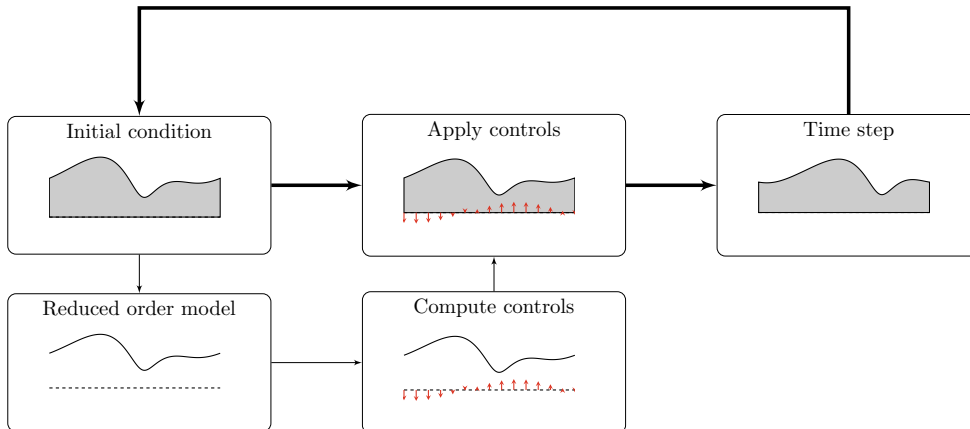 Initial condition
Apply controls
Time step
Reduced order model
Compute controls